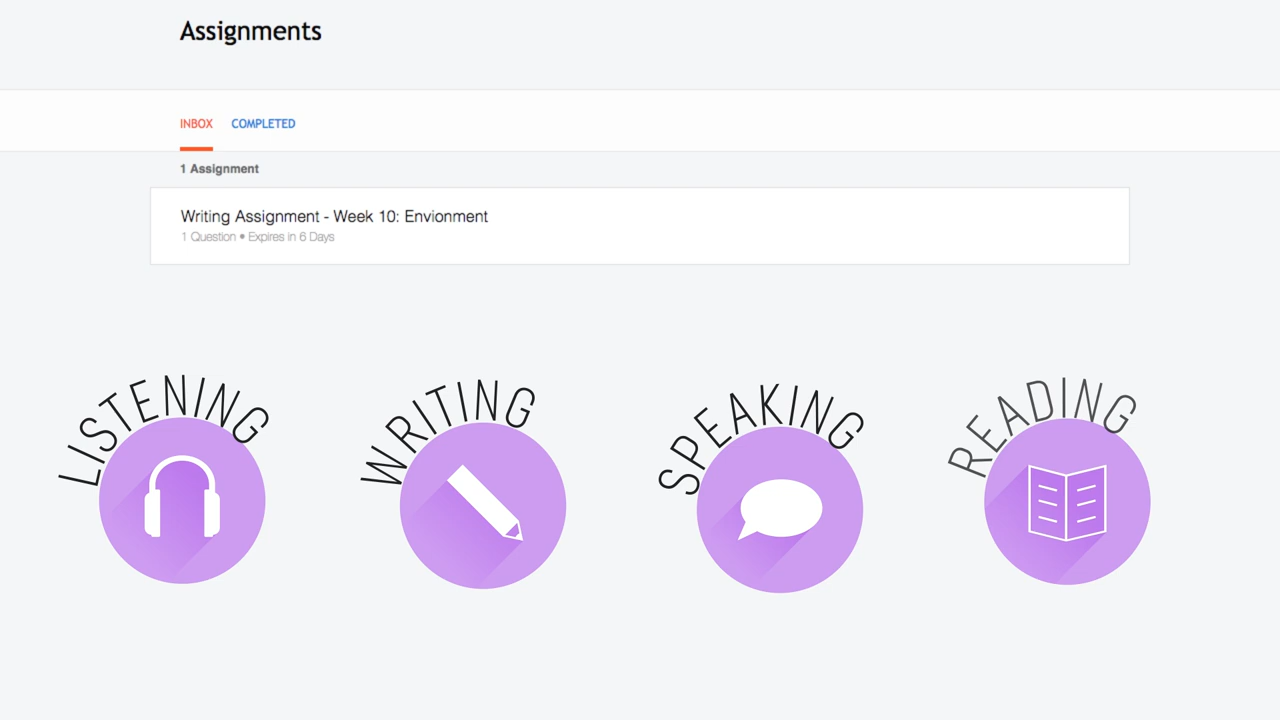 Assignments
INBOX COMPLETED
1 Assignment
Writing Assignment - Week 10: Envionment
1 Question • Expires in 6 Days
LISTENING
WRITING
SPEAKING
READING